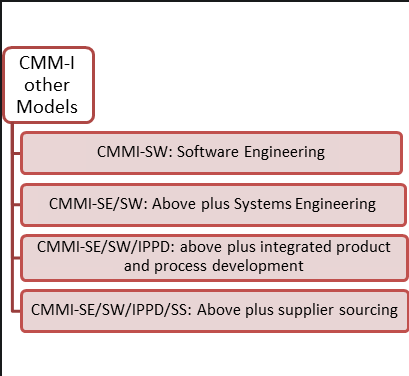 CMM-I
other
Models
CMMI-SW: Software Engineering
CMMI-SE/SW: Above plus Systems Engineering
CMMI-SE/SW/IPPD: above plus integrated product
and process development
CMMI-SE/SW/IPPD/SS: Above plus supplier sourcing